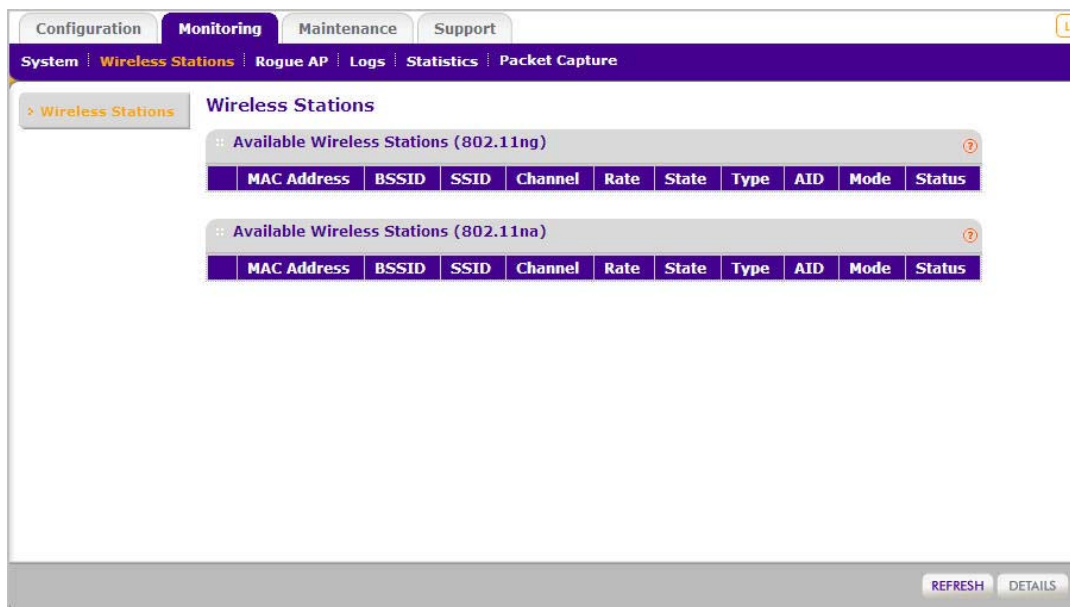 Configuration Monitoring Maintenance Support
System Wireless Stations Rogue AP Logs Statistics Packet Capture
> Wireless Stations
Wireless Stations
Available Wireless Stations (802.11ng) ?
MAC Address BSSID SSID Channel Rate State Type AID Mode Status
Available Wireless Stations (802.11na) ?
MAC Address BSSID SSID Channel Rate State Type AID Mode Status
REFRESH DETAILS